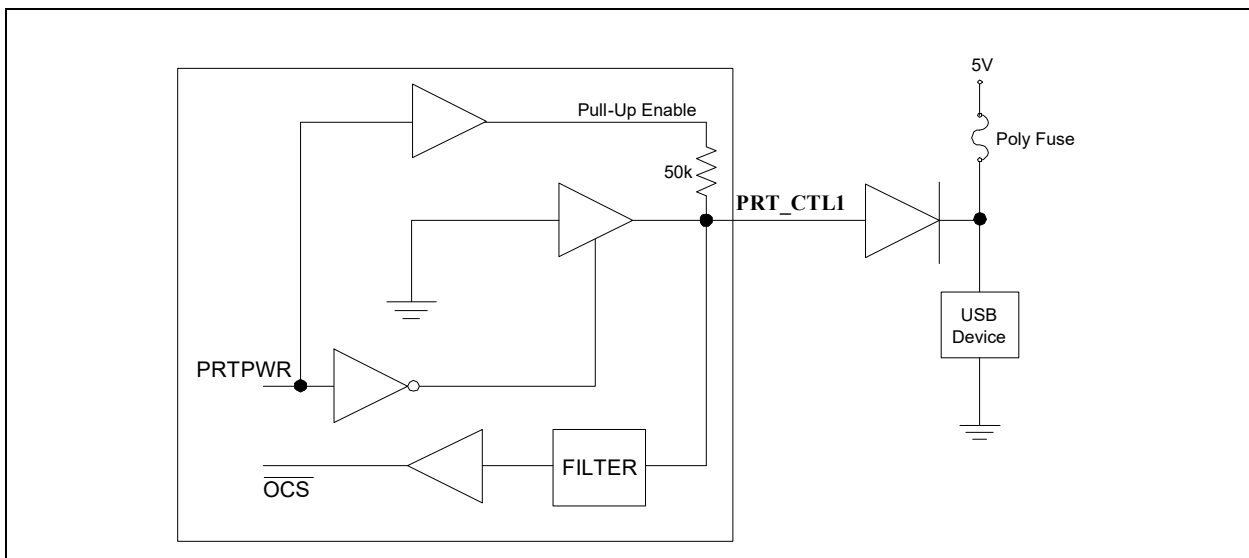 5V
Pull-Up Enable
Poly Fuse
50k
PRT_CTL1
USB
Device
PRTPWR
FILTER
OCS